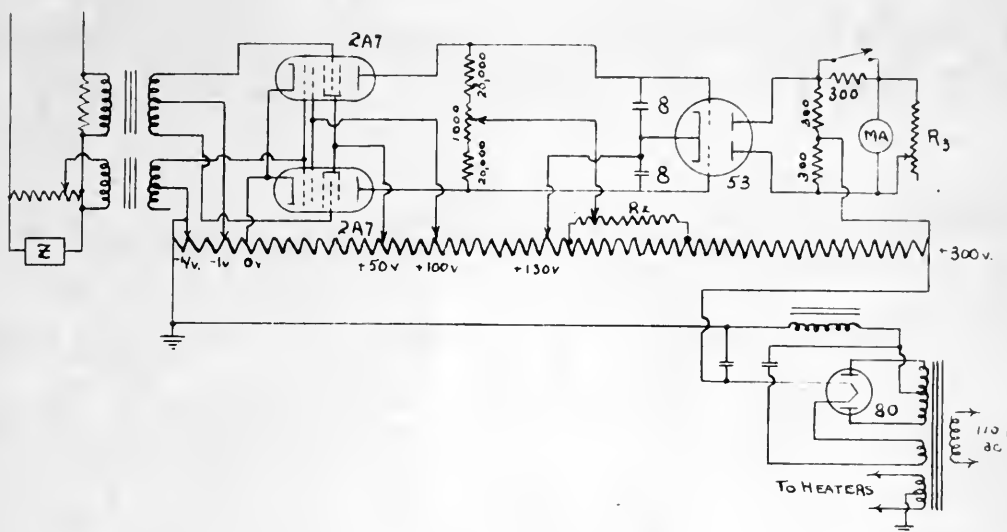 2A7
20,000
1000
20,000
8
8
53
300
300
300
MA
R3
2A7
R2
Z
-4v.
-1v
0v
+50v
+100v
+130v
+300v.
80
110
ac
TO HEATERS